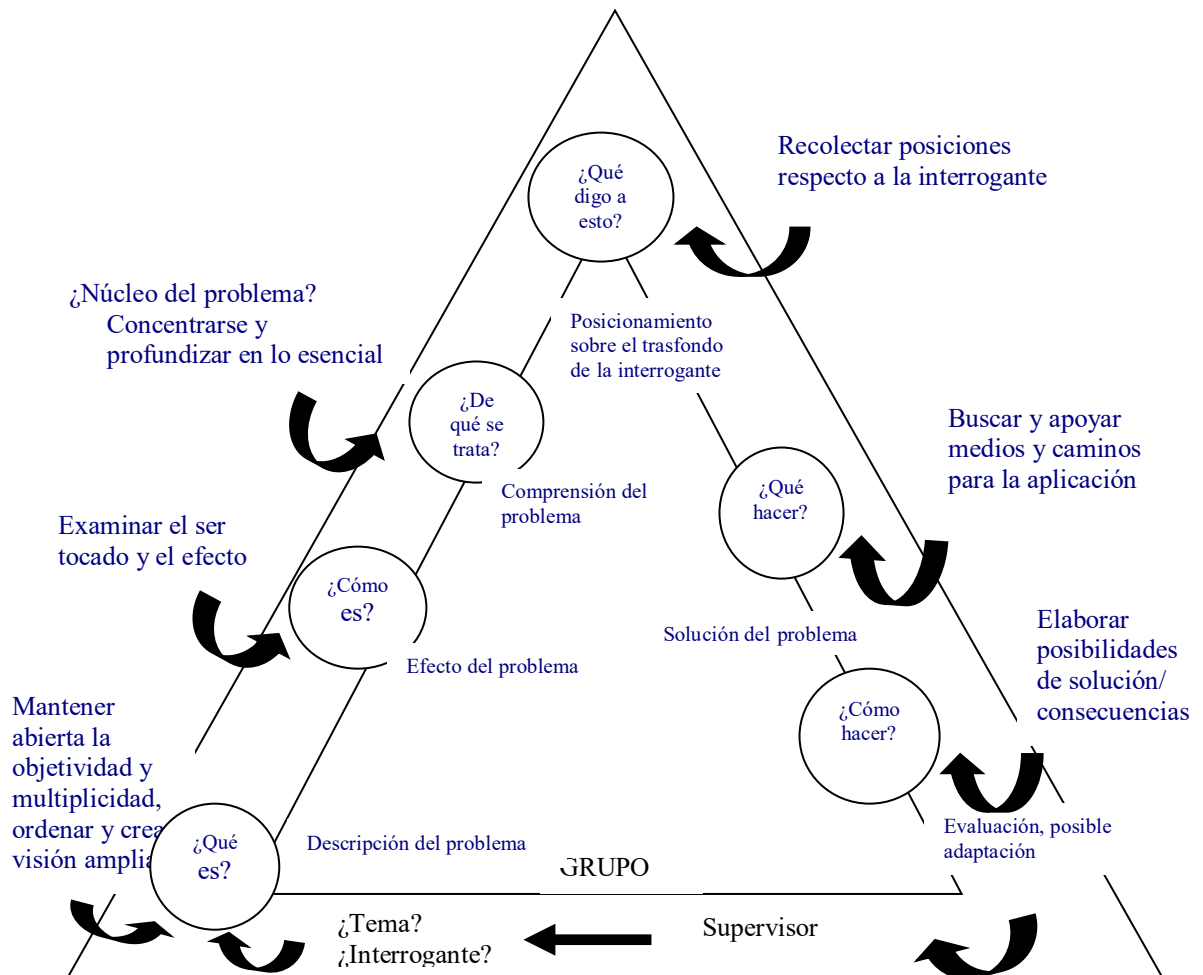 ¿Qué
digo a
esto?
Recolectar posiciones
respecto a la interrogante
¿Núcleo del problema?
Concentrarse y
profundizar en lo esencial
Posicionamiento
sobre el trasfondo
de la interrogante
¿De
qué se
trata?
Buscar y apoyar
medios y caminos
para la aplicación
¿Qué
hacer?
Comprensión del
problema
Examinar el ser
tocado y el efecto
¿Cómo
es?
Elaborar
posibilidades
de solución/
consecuencias
Solución del problema
Efecto del problema
Mantener
abierta la
objetividad y
multiplicidad,
ordenar y crea
visión amplia
¿Cómo
hacer?
¿Qué
es?
Descripción del problema
Evaluación, posible
adaptación
GRUPO
¿Tema?
¿Interrogante?
Supervisor